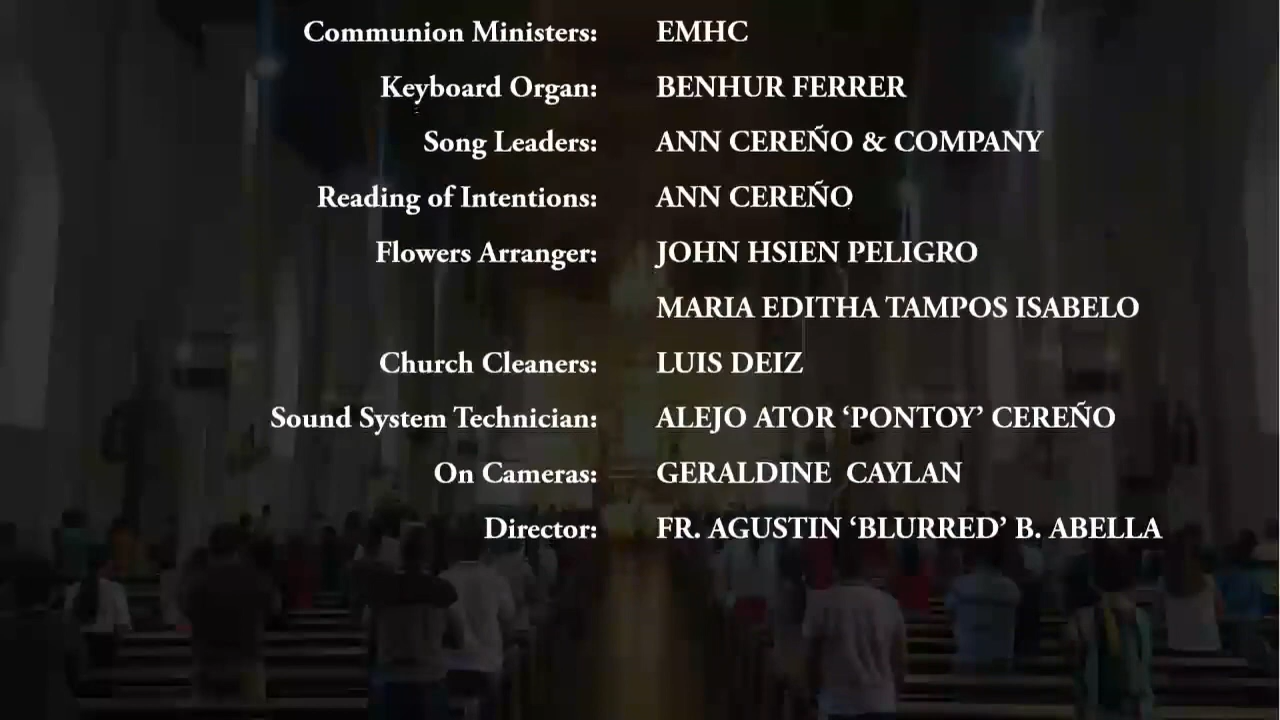 Communion Ministers: EMHC
Keyboard Organ: BENHUR FERRER
Song Leaders: ANN CEREÑO & COMPANY
Reading of Intentions: ANN CEREÑO
Flowers Arranger: JOHN HSIEN PELIGRO
MARIA EDITHA TAMPOS ISABELO
Church Cleaners: LUIS DEIZ
Sound System Technician: ALEJO ATOR ‘PONTOY’ CEREÑO
On Cameras: GERALDINE CAYLAN
Director: FR. AGUSTIN ‘BLURRED’ B. ABELLA